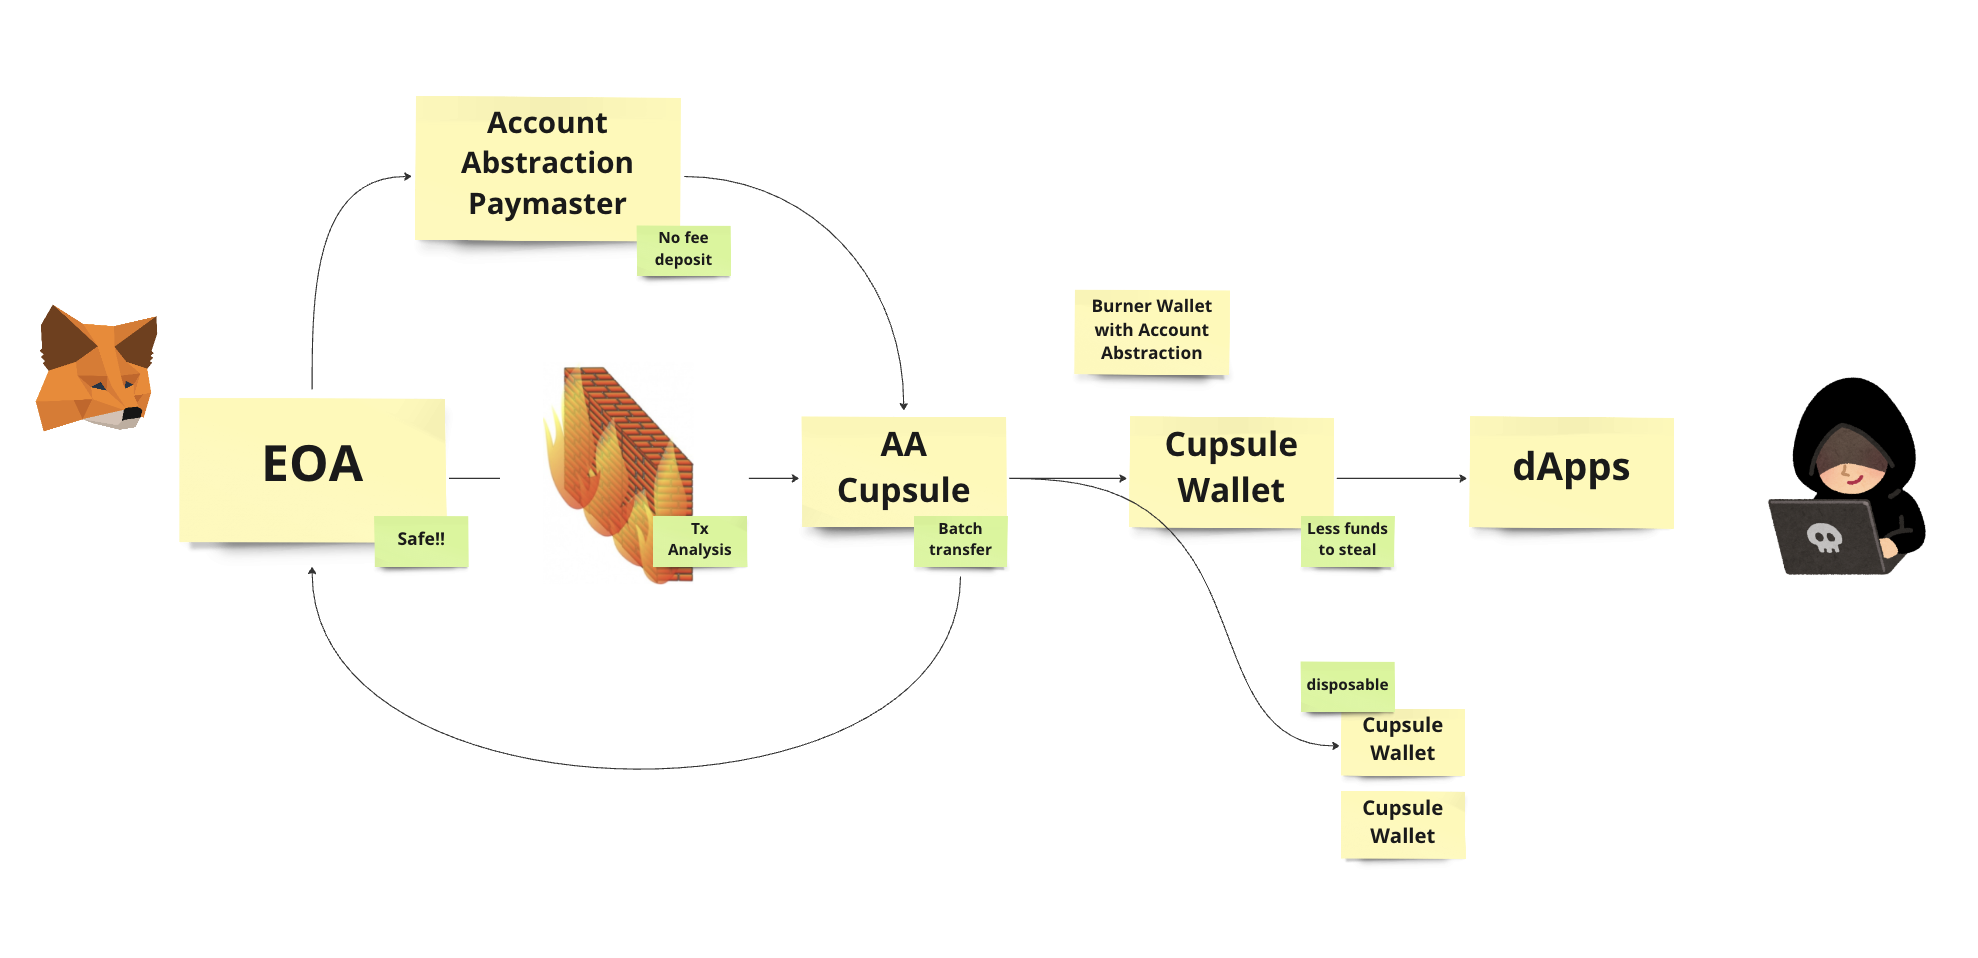 Account
Abstraction
Paymaster
No fee
deposit
Burner Wallet
with Account
Abstraction
EOA
Safe!!
Tx
Analysis
AA
Cupsule
Batch
transfer
Cupsule
Wallet
Less funds
to steal
dApps
disposable
Cupsule
Wallet
Cupsule
Wallet